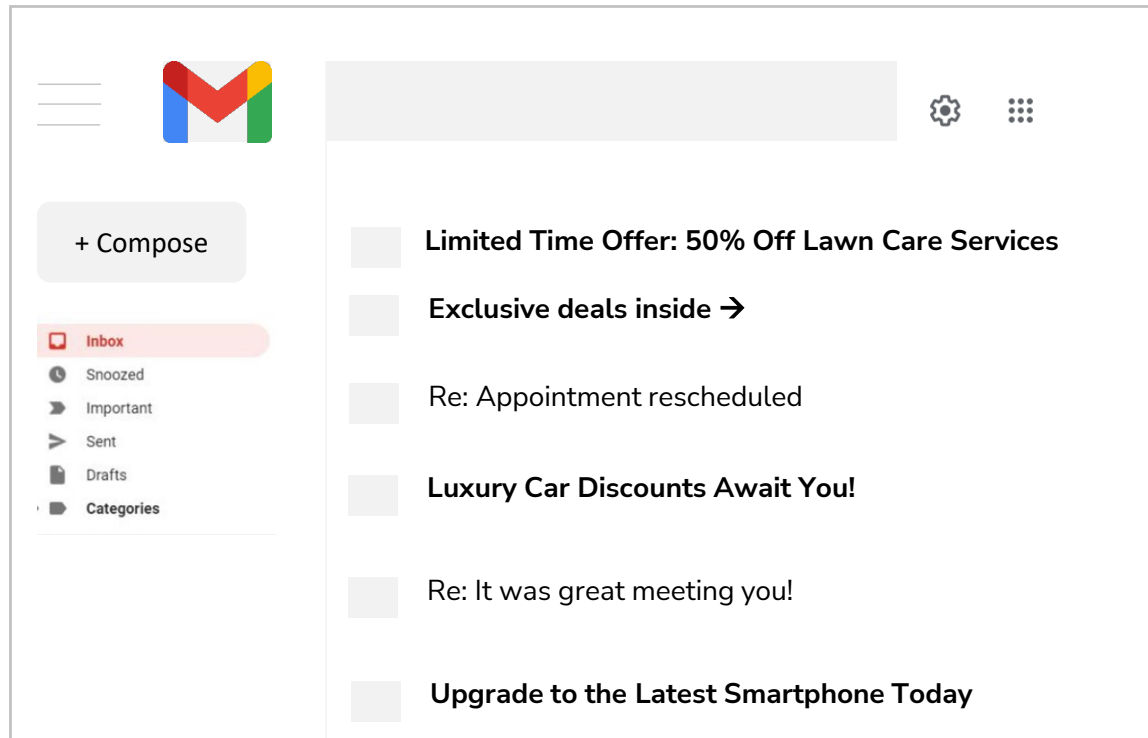 + Compose
Inbox
Snoozed
Important
Sent
Drafts
Categories
Limited Time Offer: 50% Off Lawn Care Services
Exclusive deals inside →
Re: Appointment rescheduled
Luxury Car Discounts Await You!
Re: It was great meeting you!
Upgrade to the Latest Smartphone Today